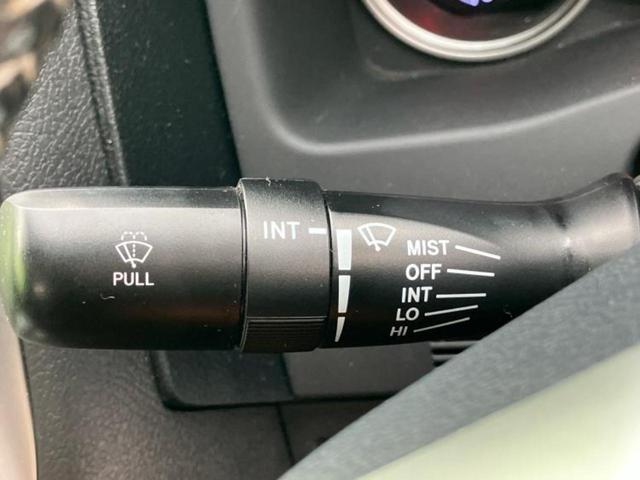 PULL
INT
MIST
OFF
INT
LO
HI